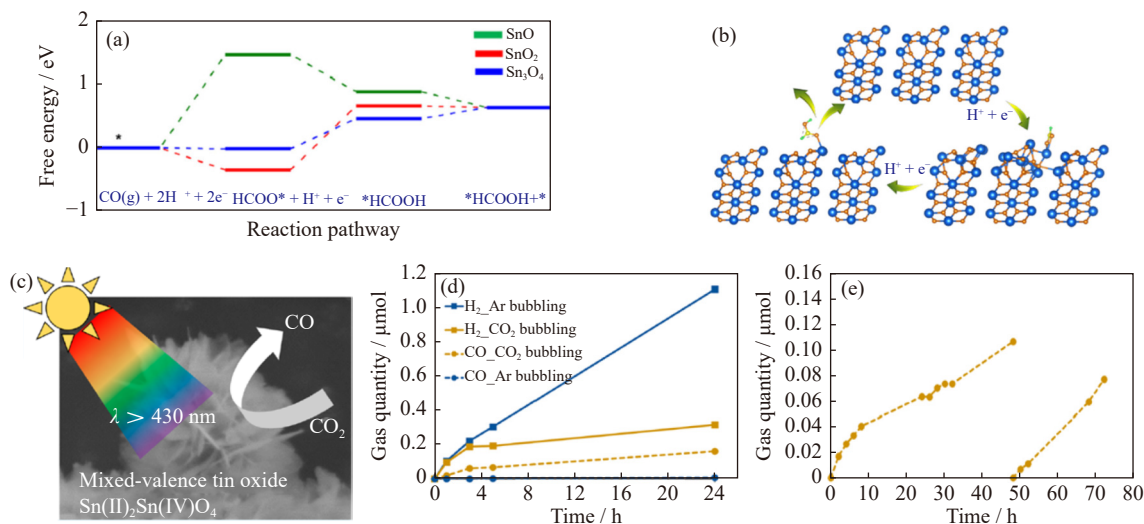 (a)
SnO
SnO₂
Sn₃O₄
Free energy / eV
2
1
0
−1
*
CO(g) + 2H ⁺ + 2e⁻ HCOO* + H⁺ + e⁻ *HCOOH *HCOOH+*
Reaction pathway
(b)
H⁺ + e⁻
H⁺ + e⁻
(c)
CO
λ > 430 nm
CO₂
Mixed-valence tin oxide
Sn(II)₂Sn(IV)O₄
(d)
H₂_Ar bubbling
H₂_CO₂ bubbling
CO_CO₂ bubbling
CO_Ar bubbling
Gas quantity / μmol
1.2
1.0
0.8
0.6
0.4
0.2
0
0 4 8 12 16 20 24
Time / h
(e)
Gas quantity / μmol
0.16
0.14
0.12
0.10
0.08
0.06
0.04
0.02
0
0 10 20 30 40 50 60 70 80
Time / h